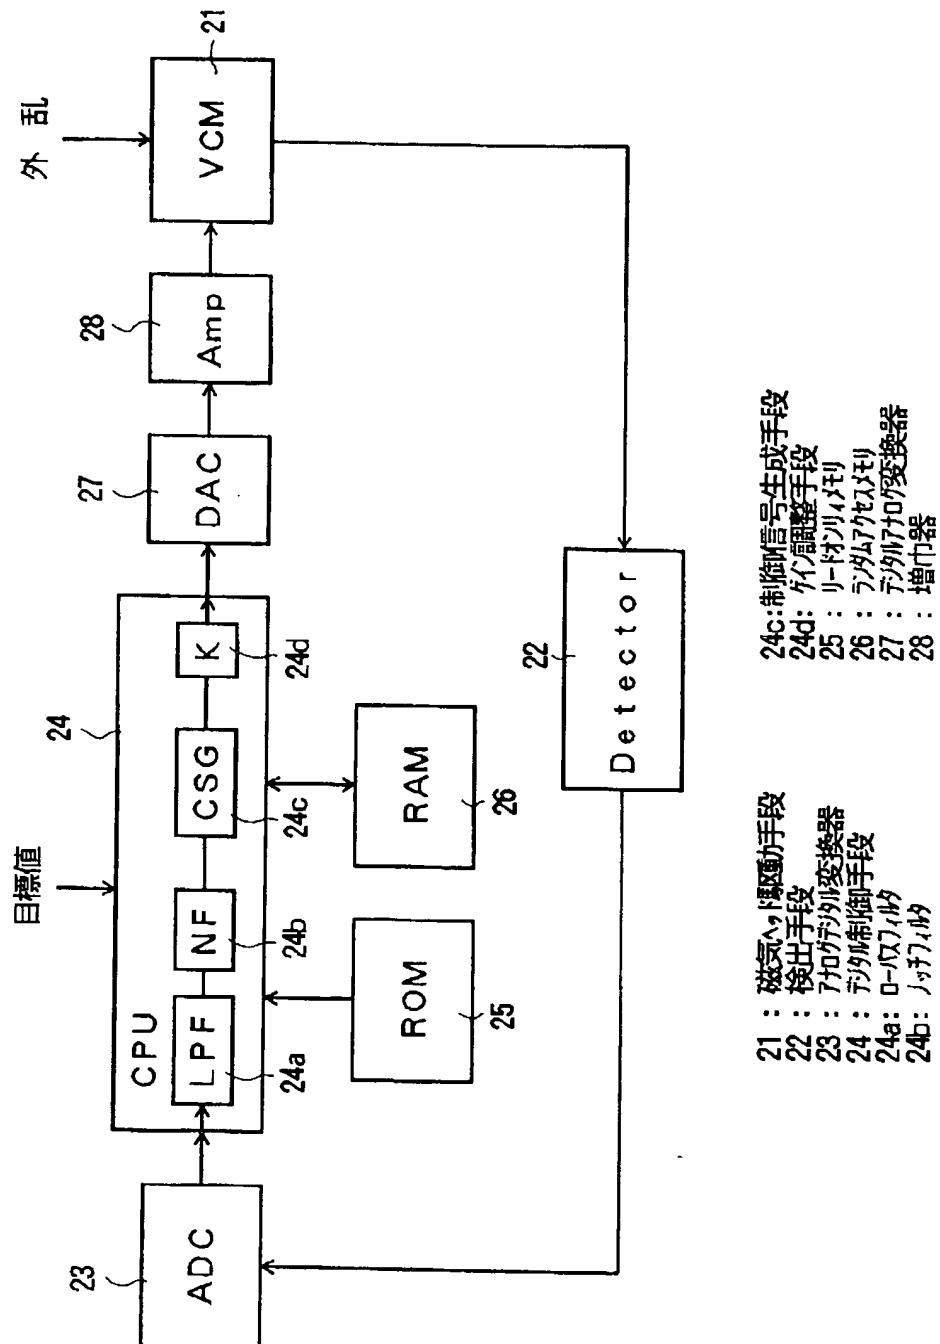 外乱
21
VCM
28
Amp
27
DAC
目標値
24
CPU
LPF
24a
NF
24b
CSG
24c
K
24d
23
ADC
ROM
25
RAM
26
22
Detector
21 : 磁気ヘッド駆動手段
22 : 検出手段
23 : アナログデジタル変換器
24 : デジタル制御手段
24a: ローパスフィルタ
24b: ノッチフィルタ
24c: 制御信号生成手段
24d: ゲイン調整手段
25 : リードオンリィメモリ
26 : ランダムアクセスメモリ
27 : デジタルアナログ変換器
28 : 増巾器